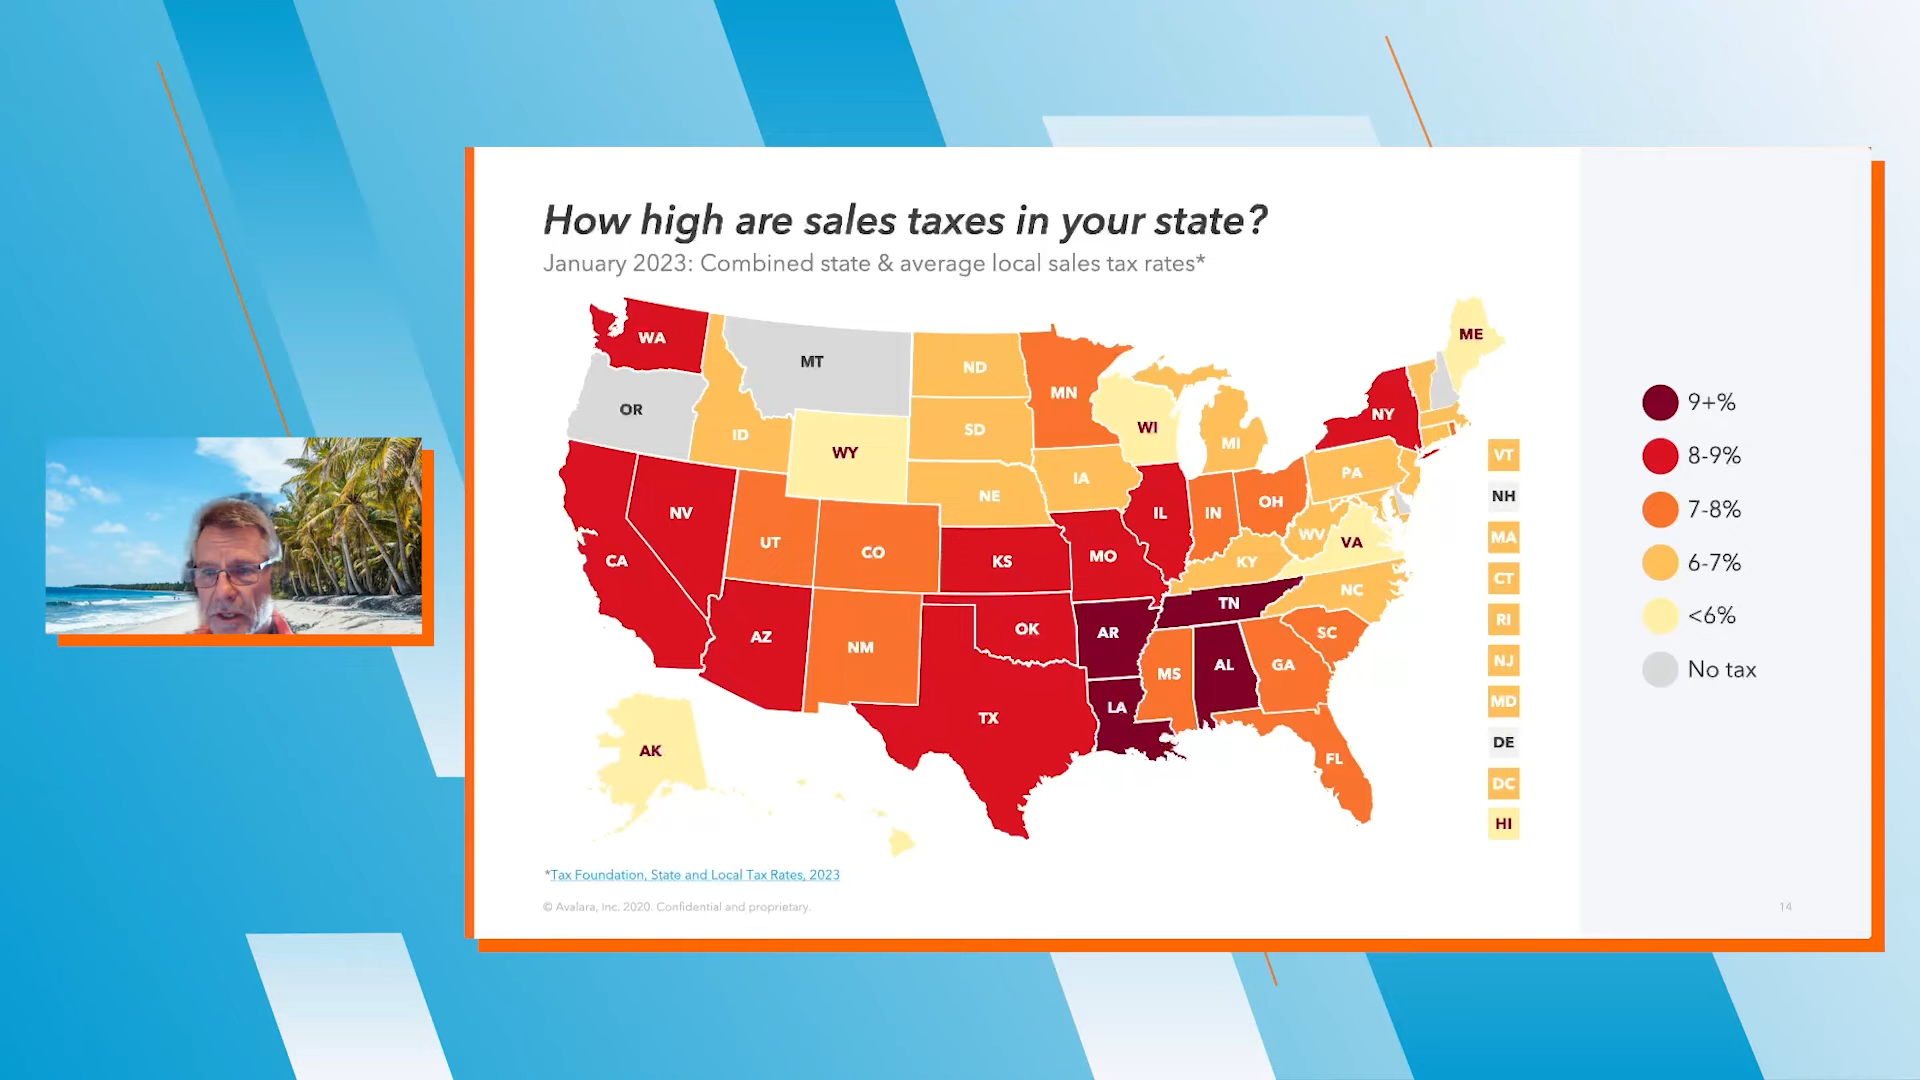 How high are sales taxes in your state?
January 2023: Combined state & average local sales tax rates*
WA
MT
ND
MN
ME
OR
ID
WY
SD
WI
MI
NY
NE
IA
PA
VT
NH
MA
CT
RI
NJ
MD
DE
DC
HI
NV
UT
CO
CA
KS
MO
IL
IN
OH
WV
VA
KY
NC
TN
AZ
NM
OK
AR
SC
MS
AL
GA
TX
LA
FL
AK
9+%
8-9%
7-8%
6-7%
<6%
No tax
*Tax Foundation, State and Local Tax Rates, 2023
© Avalara, Inc. 2020. Confidential and proprietary.
14